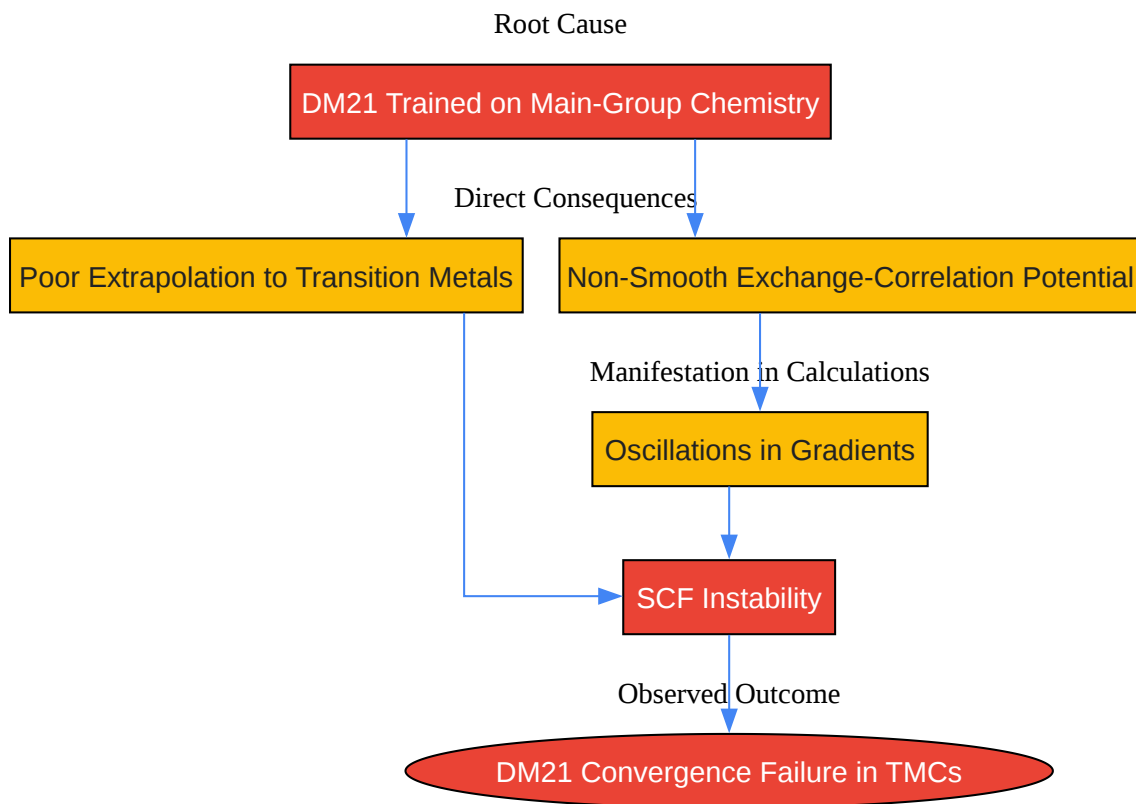 Root Cause
DM21 Trained on Main-Group Chemistry
Direct Consequences
Poor Extrapolation to Transition Metals
Non-Smooth Exchange-Correlation Potential
Manifestation in Calculations
Oscillations in Gradients
SCF Instability
Observed Outcome
DM21 Convergence Failure in TMCs